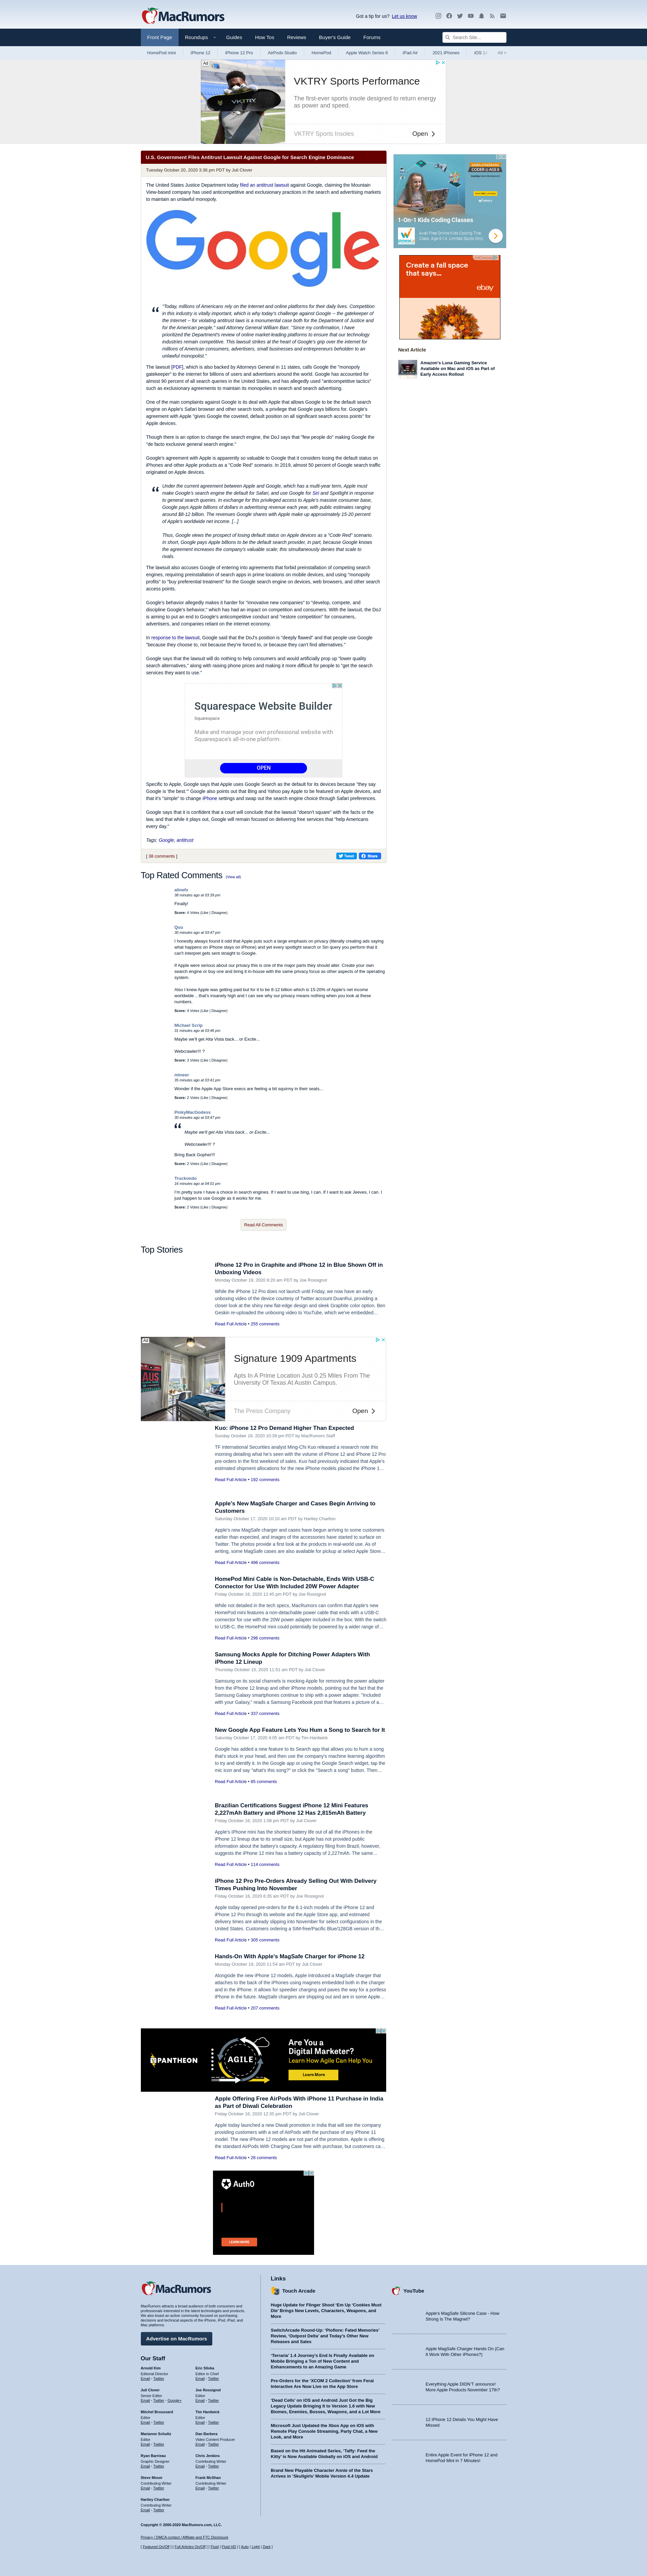 MacRumors
Got a tip for us? Let us know
Front Page Roundups Guides How Tos Reviews Buyer's Guide Forums Search Site...
HomePod mini iPhone 12 iPhone 12 Pro AirPods Studio HomePod Apple Watch Series 6 iPad Air 2021 iPhones iOS All
Ad
VKTRY Sports Performance
The first-ever sports insole designed to return energy
as power and speed.
VKTRY Sports Insoles Open
U.S. Government Files Antitrust Lawsuit Against Google for Search Engine Dominance
Tuesday October 20, 2020 3:38 pm PDT by Juli Clover
The United States Justice Department today filed an antitrust lawsuit against Google, claiming the Mountain
View-based company has used anticompetitive and exclusionary practices in the search and advertising markets
to maintain an unlawful monopoly.
Google
"Today, millions of Americans rely on the Internet and online platforms for their daily lives. Competition
in this industry is vitally important, which is why today's challenge against Google -- the gatekeeper of
the Internet -- for violating antitrust laws is a monumental case both for the Department of Justice and
for the American people," said Attorney General William Barr. "Since my confirmation, I have
prioritized the Department's review of online market-leading platforms to ensure that our technology
industries remain competitive. This lawsuit strikes at the heart of Google's grip over the internet for
millions of American consumers, advertisers, small businesses and entrepreneurs beholden to an
unlawful monopolist."
The lawsuit [PDF], which is also backed by Attorneys General in 11 states, calls Google the "monopoly
gatekeeper" to the internet for billions of users and advertisers around the world. Google has accounted for
almost 90 percent of all search queries in the United States, and has allegedly used "anticompetitive tactics"
such as exclusionary agreements to maintain its monopolies in search and search advertising.
One of the main complaints against Google is its deal with Apple that allows Google to be the default search
engine on Apple's Safari browser and other search tools, a privilege that Google pays billions for. Google's
agreement with Apple "gives Google the coveted, default position on all significant search access points for
Apple devices."
Though there is an option to change the search engine, the DoJ says that "few people do" making Google the
"de facto exclusive general search engine."
Google's agreement with Apple is apparently so valuable to Google that it considers losing the default status on
iPhones and other Apple products as a "Code Red" scenario. In 2019, almost 50 percent of Google search traffic
originated on Apple devices.
Under the current agreement between Apple and Google, which has a multi-year term, Apple must
make Google's search engine the default for Safari, and use Google for Siri and Spotlight in response
to general search queries. In exchange for this privileged access to Apple's massive consumer base,
Google pays Apple billions of dollars in advertising revenue each year, with public estimates ranging
around $8-12 billion. The revenues Google shares with Apple make up approximately 15-20 percent
of Apple's worldwide net income. [...]
Thus, Google views the prospect of losing default status on Apple devices as a "Code Red" scenario.
In short, Google pays Apple billions to be the default search provider, in part, because Google knows
the agreement increases the company's valuable scale; this simultaneously denies that scale to
rivals.
The lawsuit also accuses Google of entering into agreements with Apple that forbid preinstallation of competing
search services, entering into agreements that force preinstallation of search apps in prime locations on mobile devices, and using monopoly
profits" to "buy preferential treatment" for the Google search engine on devices, web browsers, and other search
access points.
Google's behavior allegedly makes it harder for "innovative new companies" to "develop, compete, and
discipline Google's behavior," which has had an impact on competition and consumers. With the lawsuit, the DoJ
is aiming to put an end to Google's anticompetitive conduct and "restore competition" for consumers,
advertisers, and companies reliant on the internet economy.
In response to the lawsuit, Google said that the DoJ's position is "deeply flawed" and that people use Google
"because they choose to, not because they're forced to, or because they can't find alternatives."
Google says that the lawsuit will do nothing to help consumers and would artificially prop up "lower quality
search alternatives," along with raising phone prices and making it more difficult for people to "get the search
services they want to use."
Squarespace Website Builder
Squarespace
Make and manage your own professional website with
Squarespace's all-in-one platform.
OPEN
Specific to Apple, Google says that Apple uses Google Search as the default for its devices because "they say
Google is 'the best.'" Google also points out that Bing and Yahoo pay Apple to be featured on Apple devices, and
that it's "simple" to change iPhone settings and swap out the search engine choice through Safari preferences.
Google says that it is confident that a court will conclude that the lawsuit "doesn't square" with the facts or the
law, and that while it plays out, Google will remain focused on delivering free services that "help Americans
every day."
Tags: Google, antitrust
[ 38 comments ] Tweet Share
Top Rated Comments (View all)
38 minutes ago at 03:39 pm
Finally!
Score: 6 Votes (Like | Disagree)
Quu
30 minutes ago at 03:47 pm
I honestly always found it odd that Apple puts such a large emphasis on privacy (literally creating ads saying
what happens on iPhone stays on iPhone) and yet every spotlight search or Siri query you perform that it
can't interpret gets sent straight to Google.
If Apple were serious about our privacy this is one of the major parts they should alter. Create your own
search engine or buy one and bring it in-house with the same privacy focus as other aspects of the operating
system.
Also I knew Apple was getting paid but for it to be 8-12 billion which is 15-20% of Apple's net income
worldwide .. that's insanely high and I can see why our privacy means nothing when you look at these
numbers.
Score: 4 Votes (Like | Disagree)
Michael Scrip
31 minutes ago at 03:46 pm
Maybe we'll get Alta Vista back... or Excite...
Webcrawler!!! ?
Score: 3 Votes (Like | Disagree)
mineer
35 minutes ago at 03:41 pm
Wonder if the Apple App Store execs are feeling a bit squirmy in their seats...
Score: 2 Votes (Like | Disagree)
PinkyMacGodess
30 minutes ago at 03:47 pm
Maybe we'll get Alta Vista back... or Excite...
Webcrawler!!! ?
Bring Back Gopher!!!
Score: 2 Votes (Like | Disagree)
Truckondo
16 minutes ago at 04:01 pm
I'm pretty sure I have a choice in search engines. If I want to use bing, I can. If I want to ask Jeeves, I can. I
just happen to use Google as it works for me.
Score: 2 Votes (Like | Disagree)
Read All Comments
Top Stories
iPhone 12 Pro in Graphite and iPhone 12 in Blue Shown Off in
Unboxing Videos
Monday October 19, 2020 9:20 am PDT by Joe Rossignol
While the iPhone 12 Pro does not launch until Friday, we now have an early
unboxing video of the device courtesy of Twitter account DuanRui, providing a
closer look at the shiny new flat-edge design and sleek Graphite color option. Ben
Geskin re-uploaded the unboxing video to YouTube, which we've embedded...
Read Full Article • 255 comments
Ad
Signature 1909 Apartments
Apts In A Prime Location Just 0.25 Miles From The
University Of Texas At Austin Campus.
The Preiss Company Open
Kuo: iPhone 12 Pro Demand Higher Than Expected
Sunday October 18, 2020 10:38 pm PDT by MacRumors Staff
TF International Securities analyst Ming-Chi Kuo released a research note this
morning detailing what he's seen with the volume of iPhone 12 and iPhone 12 Pro
pre-orders in the first weekend of sales. Kuo had previously indicated that Apple's
estimated shipment allocations for the new iPhone models placed the iPhone 1...
Read Full Article • 192 comments
Apple's New MagSafe Charger and Cases Begin Arriving to
Customers
Saturday October 17, 2020 10:10 am PDT by Hartley Charlton
Apple's new MagSafe charger and cases have begun arriving to some customers
earlier than expected, and images of the accessories have started to surface on
Twitter. The photos provide a first look at the products in real-world use. As of
writing, some MagSafe cases are also available for pickup at select Apple Store...
Read Full Article • 498 comments
HomePod Mini Cable is Non-Detachable, Ends With USB-C
Connector for Use With Included 20W Power Adapter
Friday October 16, 2020 12:45 pm PDT by Joe Rossignol
While not detailed in the tech specs, MacRumors can confirm that Apple's new
HomePod mini features a non-detachable power cable that ends with a USB-C
connector for use with the 20W power adapter included in the box. With the switch
to USB-C, the HomePod mini could potentially be powered by a wider range of...
Read Full Article • 296 comments
Samsung Mocks Apple for Ditching Power Adapters With
iPhone 12 Lineup
Thursday October 15, 2020 11:51 am PDT by Juli Clover
Samsung on its social channels is mocking Apple for removing the power adapter
from the iPhone 12 lineup and other iPhone models, pointing out the fact that the
Samsung Galaxy smartphones continue to ship with a power adapter. "Included
with your Galaxy," reads a Samsung Facebook post that features a picture of a...
Read Full Article • 337 comments
New Google App Feature Lets You Hum a Song to Search for It
Saturday October 17, 2020 4:05 am PDT by Tim Hardwick
Google has added a new feature to its Search app that allows you to hum a song
that's stuck in your head, and then use the company's machine learning algorithm
to try and identify it. In the Google app or using the Google Search widget, tap the
mic icon and say "what's this song?" or click the "Search a song" button. Then...
Read Full Article • 85 comments
Brazilian Certifications Suggest iPhone 12 Mini Features
2,227mAh Battery and iPhone 12 Has 2,815mAh Battery
Friday October 16, 2020 1:38 pm PDT by Juli Clover
Apple's iPhone mini has the shortest battery life out of all the iPhones in the
iPhone 12 lineup due to its small size, but Apple has not provided public
information about the battery's capacity. A regulatory filing from Brazil, however,
suggests the iPhone 12 mini has a battery capacity of 2,227mAh. The same...
Read Full Article • 114 comments
iPhone 12 Pro Pre-Orders Already Selling Out With Delivery
Times Pushing Into November
Friday October 16, 2020 6:35 am PDT by Joe Rossignol
Apple today opened pre-orders for the 6.1-inch models of the iPhone 12 and
iPhone 12 Pro through its website and the Apple Store app, and estimated
delivery times are already slipping into November for select configurations in the
United States. Customers ordering a SIM-free/Pacific Blue/128GB version of th...
Read Full Article • 305 comments
Hands-On With Apple's MagSafe Charger for iPhone 12
Monday October 19, 2020 11:54 am PDT by Juli Clover
Alongside the new iPhone 12 models, Apple introduced a MagSafe charger that
attaches to the back of the iPhones using magnets embedded both in the charger
and in the iPhone. It allows for speedier charging and paves the way for a portless
iPhone in the future. MagSafe chargers are shipping out and are in some Apple...
Read Full Article • 207 comments
PANTHEON AGILE Are You a
Digital Marketer?
Learn How Agile Can Help You
Learn More
Apple Offering Free AirPods With iPhone 11 Purchase in India
as Part of Diwali Celebration
Friday October 16, 2020 12:35 pm PDT by Juli Clover
Apple today launched a new Diwali promotion in India that will see the company
providing customers with a set of AirPods with the purchase of any iPhone 11
model. The new iPhone 12 models are not part of the promotion. Apple is offering
the standard AirPods With Charging Case free with purchase, but customers ca...
Read Full Article • 28 comments
Auth0
LEARN MORE
1-On-1 Kids Coding Classes
Create a fall space
that says...
ebay
Next Article
Amazon's Luna Gaming Service
Available on Mac and iOS as Part of
Early Access Rollout
MacRumors
MacRumors attracts a broad audience of both consumers and
professionals interested in the latest technologies and products.
We also boast an active community focused on purchasing
decisions and technical aspects of the iPhone, iPod, iPad, and
Mac platforms.
Advertise on MacRumors
Our Staff
Arnold Kim
Editorial Director
Email · Twitter
Eric Slivka
Editor in Chief
Email · Twitter
Juli Clover
Senior Editor
Email · Twitter · Google+
Joe Rossignol
Editor
Email · Twitter
Mitchel Broussard
Editor
Email · Twitter
Tim Hardwick
Editor
Email · Twitter
Marianne Schultz
Editor
Email · Twitter
Dan Barbera
Video Content Producer
Email · Twitter
Ryan Barrieau
Graphic Designer
Email · Twitter
Chris Jenkins
Contributing Writer
Email · Twitter
Steve Moser
Contributing Writer
Email · Twitter
Frank McShan
Contributing Writer
Email · Twitter
Hartley Charlton
Contributing Writer
Email · Twitter
Links
Touch Arcade
Huge Update for Flinger Shoot 'Em Up 'Cookies Must
Die' Brings New Levels, Characters, Weapons, and
More
SwitchArcade Round-Up: 'Piofiore: Fated Memories'
Review, 'Outpost Delta' and Today's Other New
Releases and Sales
'Terraria' 1.4 Journey's End Is Finally Available on
Mobile Bringing a Ton of New Content and
Enhancements to an Amazing Game
Pre-Orders for the 'XCOM 2 Collection' from Feral
Interactive Are Now Live on the App Store
'Dead Cells' on iOS and Android Just Got the Big
Legacy Update Bringing It to Version 1.6 with New
Biomes, Enemies, Bosses, Weapons, and a Lot More
Microsoft Just Updated the Xbox App on iOS with
Remote Play Console Streaming, Party Chat, a New
Look, and More
Based on the Hit Animated Series, 'Taffy: Feed the
Kitty' is Now Available Globally on iOS and Android
Brand New Playable Character Annie of the Stars
Arrives in 'Skullgirls' Mobile Version 4.4 Update
YouTube
Apple's MagSafe Silicone Case - How
Strong is The Magnet?
Apple MagSafe Charger Hands On (Can
It Work With Other iPhones?)
Everything Apple DIDN'T announce!
More Apple Products November 17th?
12 iPhone 12 Details You Might Have
Missed
Entire Apple Event for iPhone 12 and
HomePod Mini in 7 Minutes!
Copyright © 2000-2020 MacRumors.com, LLC.
Privacy / DMCA contact / Affiliate and FTC Disclosure
[ Featured On/Off ] [ Full Articles On/Off ] [ Fluid | Fluid HD ] [ Auto | Light | Dark ]